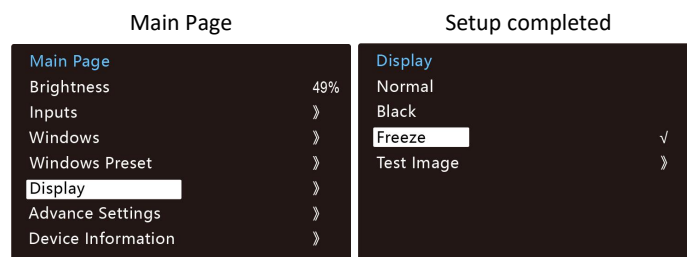 Main Page
Main Page
Brightness 49%
Inputs 》
Windows 》
Windows Preset 》
Display 》
Advance Settings 》
Device Information 》
Setup completed
Display
Normal
Black
Freeze √
Test Image 》